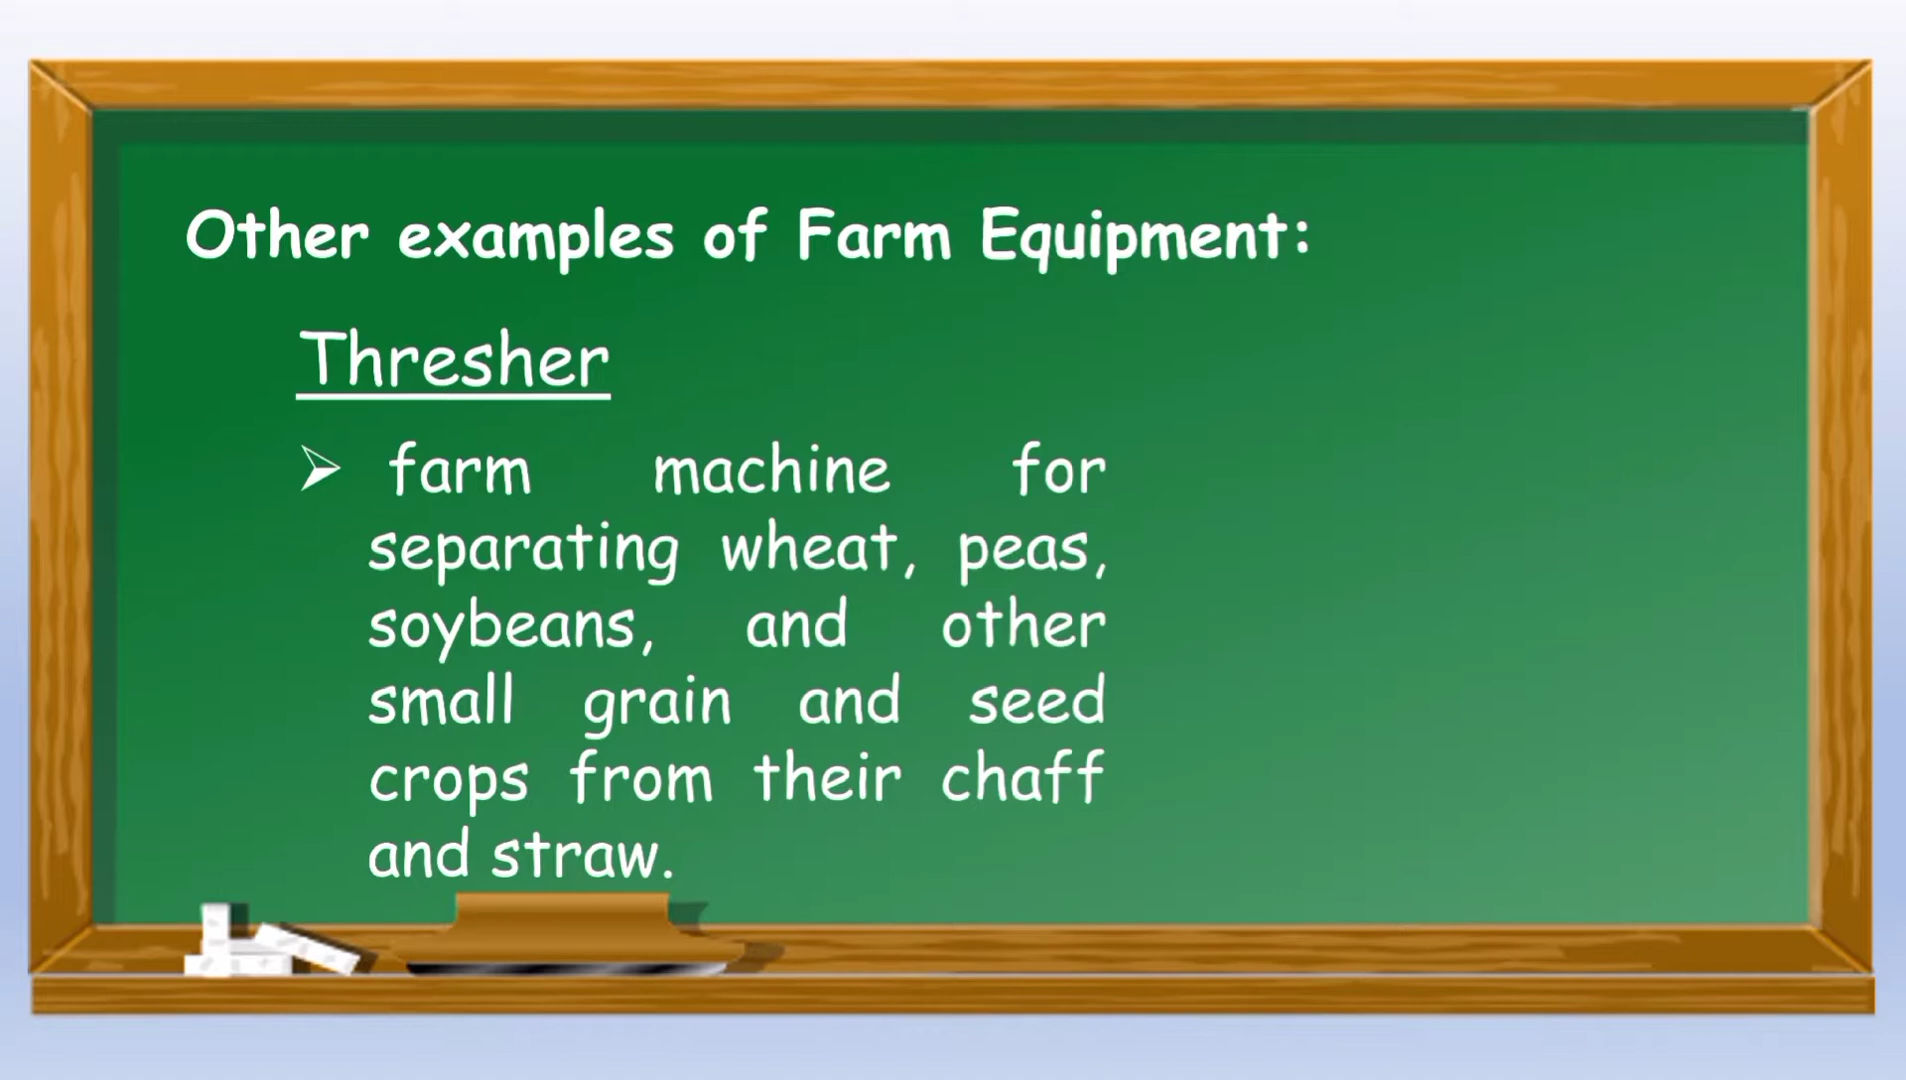 Other examples of Farm Equipment:
Thresher
➢ farm machine for
separating wheat, peas,
soybeans, and other
small grain and seed
crops from their chaff
and straw.